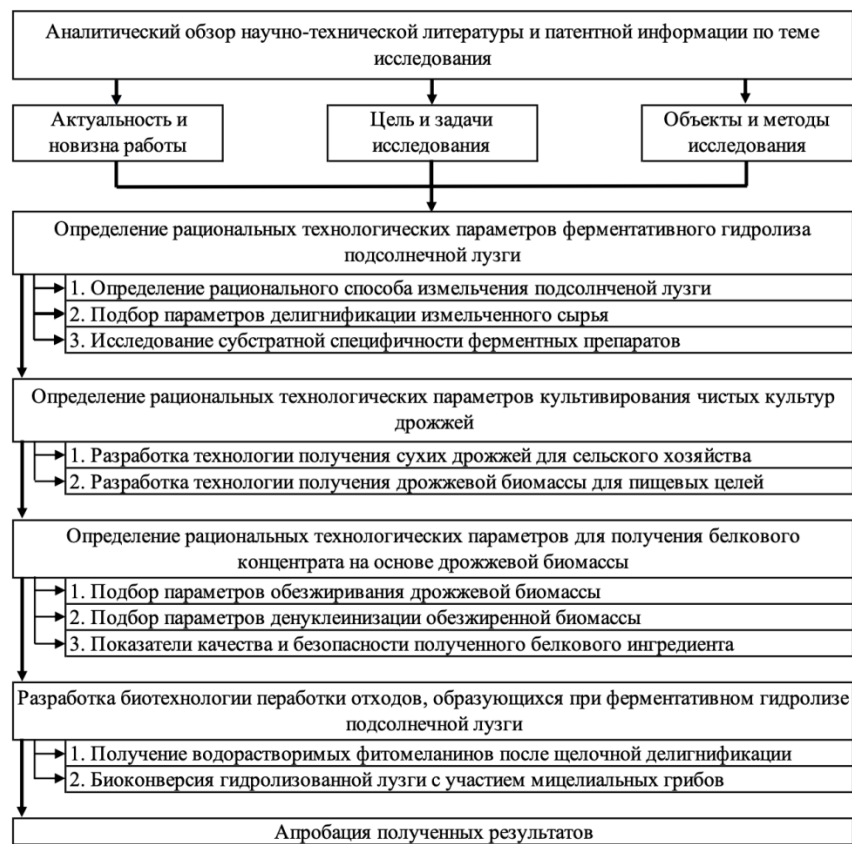 Аналитический обзор научно-технической литературы и патентной информации по теме
исследования
Актуальность и
новизна работы
Цель и задачи
исследования
Объекты и методы
исследования
Определение рациональных технологических параметров ферментативного гидролиза
подсолнечной лузги
1. Определение рационального способа измельчения подсолнченой лузги
2. Подбор параметров делигнификации измельченного сырья
3. Исследование субстратной специфичности ферментных препаратов
Определение рациональных технологических параметров культивирования чистых культур
дрожжей
1. Разработка технологии получения сухих дрожжей для сельского хозяйства
2. Разработка технологии получения дрожжевой биомассы для пищевых целей
Определение рациональных технологических параметров для получения белкового
концентрата на основе дрожжевой биомассы
1. Подбор параметров обезжиривания дрожжевой биомассы
2. Подбор параметров денуклеинизации обезжиренной биомассы
3. Показатели качества и безопасности полученного белкового ингредиента
Разработка биотехнологии пеработки отходов, образующихся при ферментативном гидролизе
подсолнечной лузги
1. Получение водорастворимых фитомеланинов после щелочной делигнификации
2. Биоконверсия гидролизованной лузги с участием мицелиальных грибов
Апробация полученных результатов